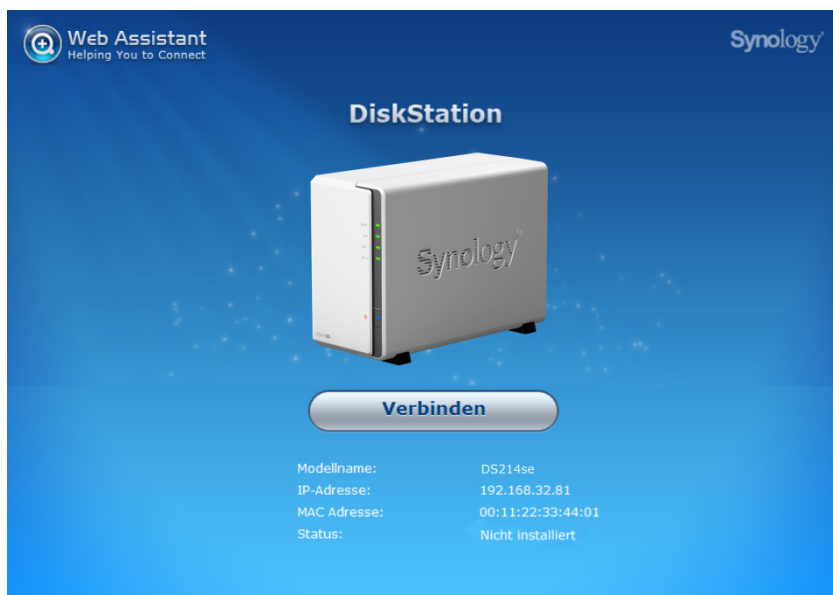 Web Assistant
Helping You to Connect
Synology
DiskStation
Synology
Verbinden
Modellname: DS214se
IP-Adresse: 192.168.32.81
MAC Adresse: 00:11:22:33:44:01
Status: Nicht installiert